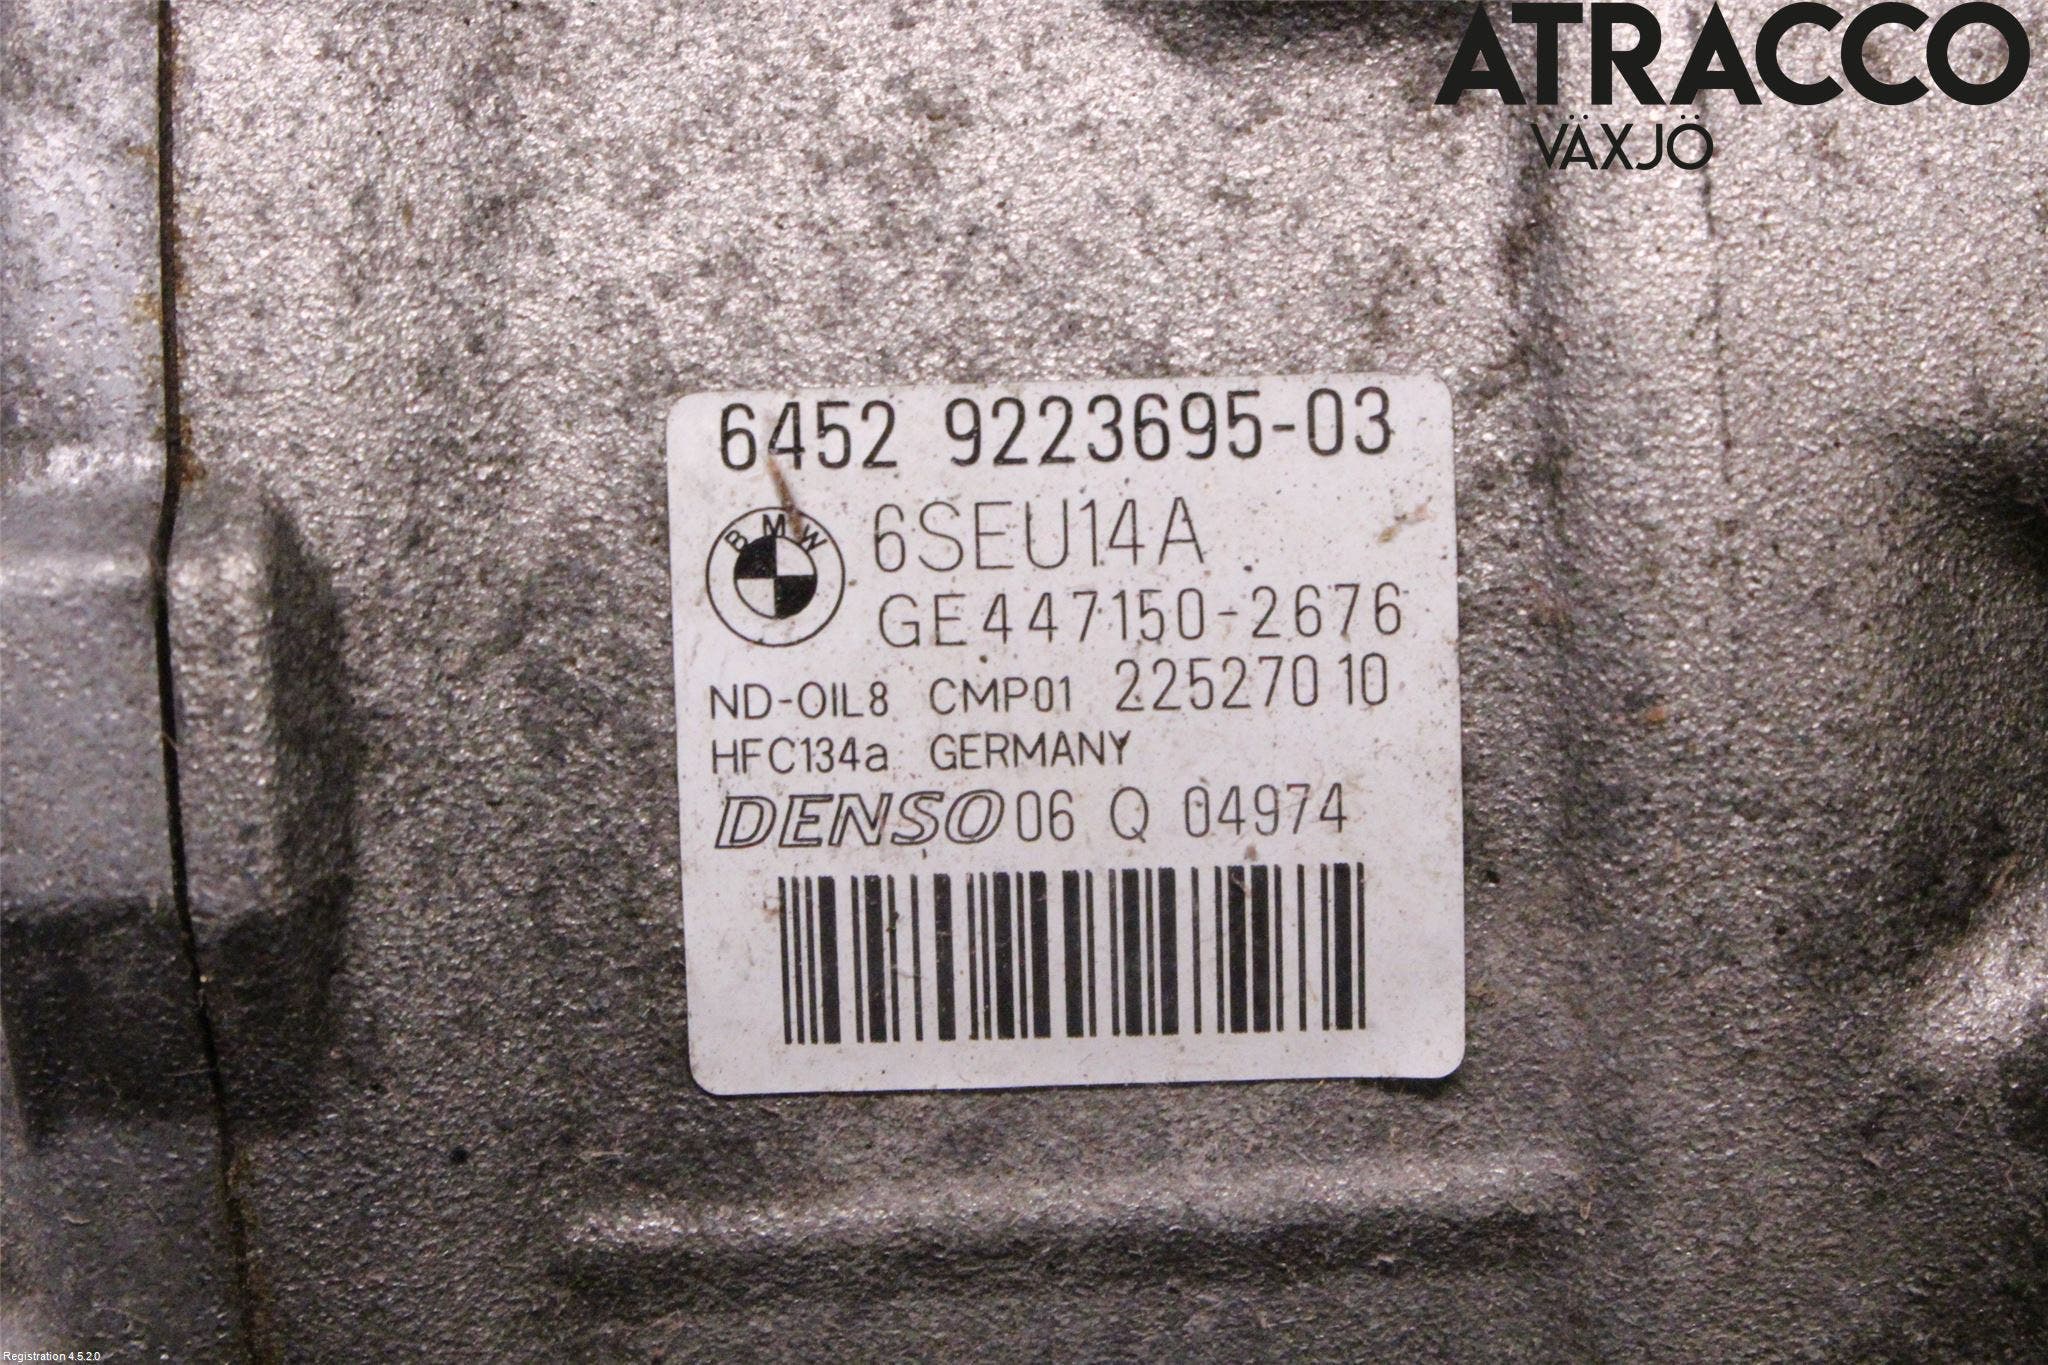 ATRACCO
VÄXJÖ
6452 9223695-03
BMW
6SEU14A
GE447150-2676
ND-OIL8 CMP01 22527010
HFC134a GERMANY
DENSO 06 Q 04974
Registration 4.5.2.0